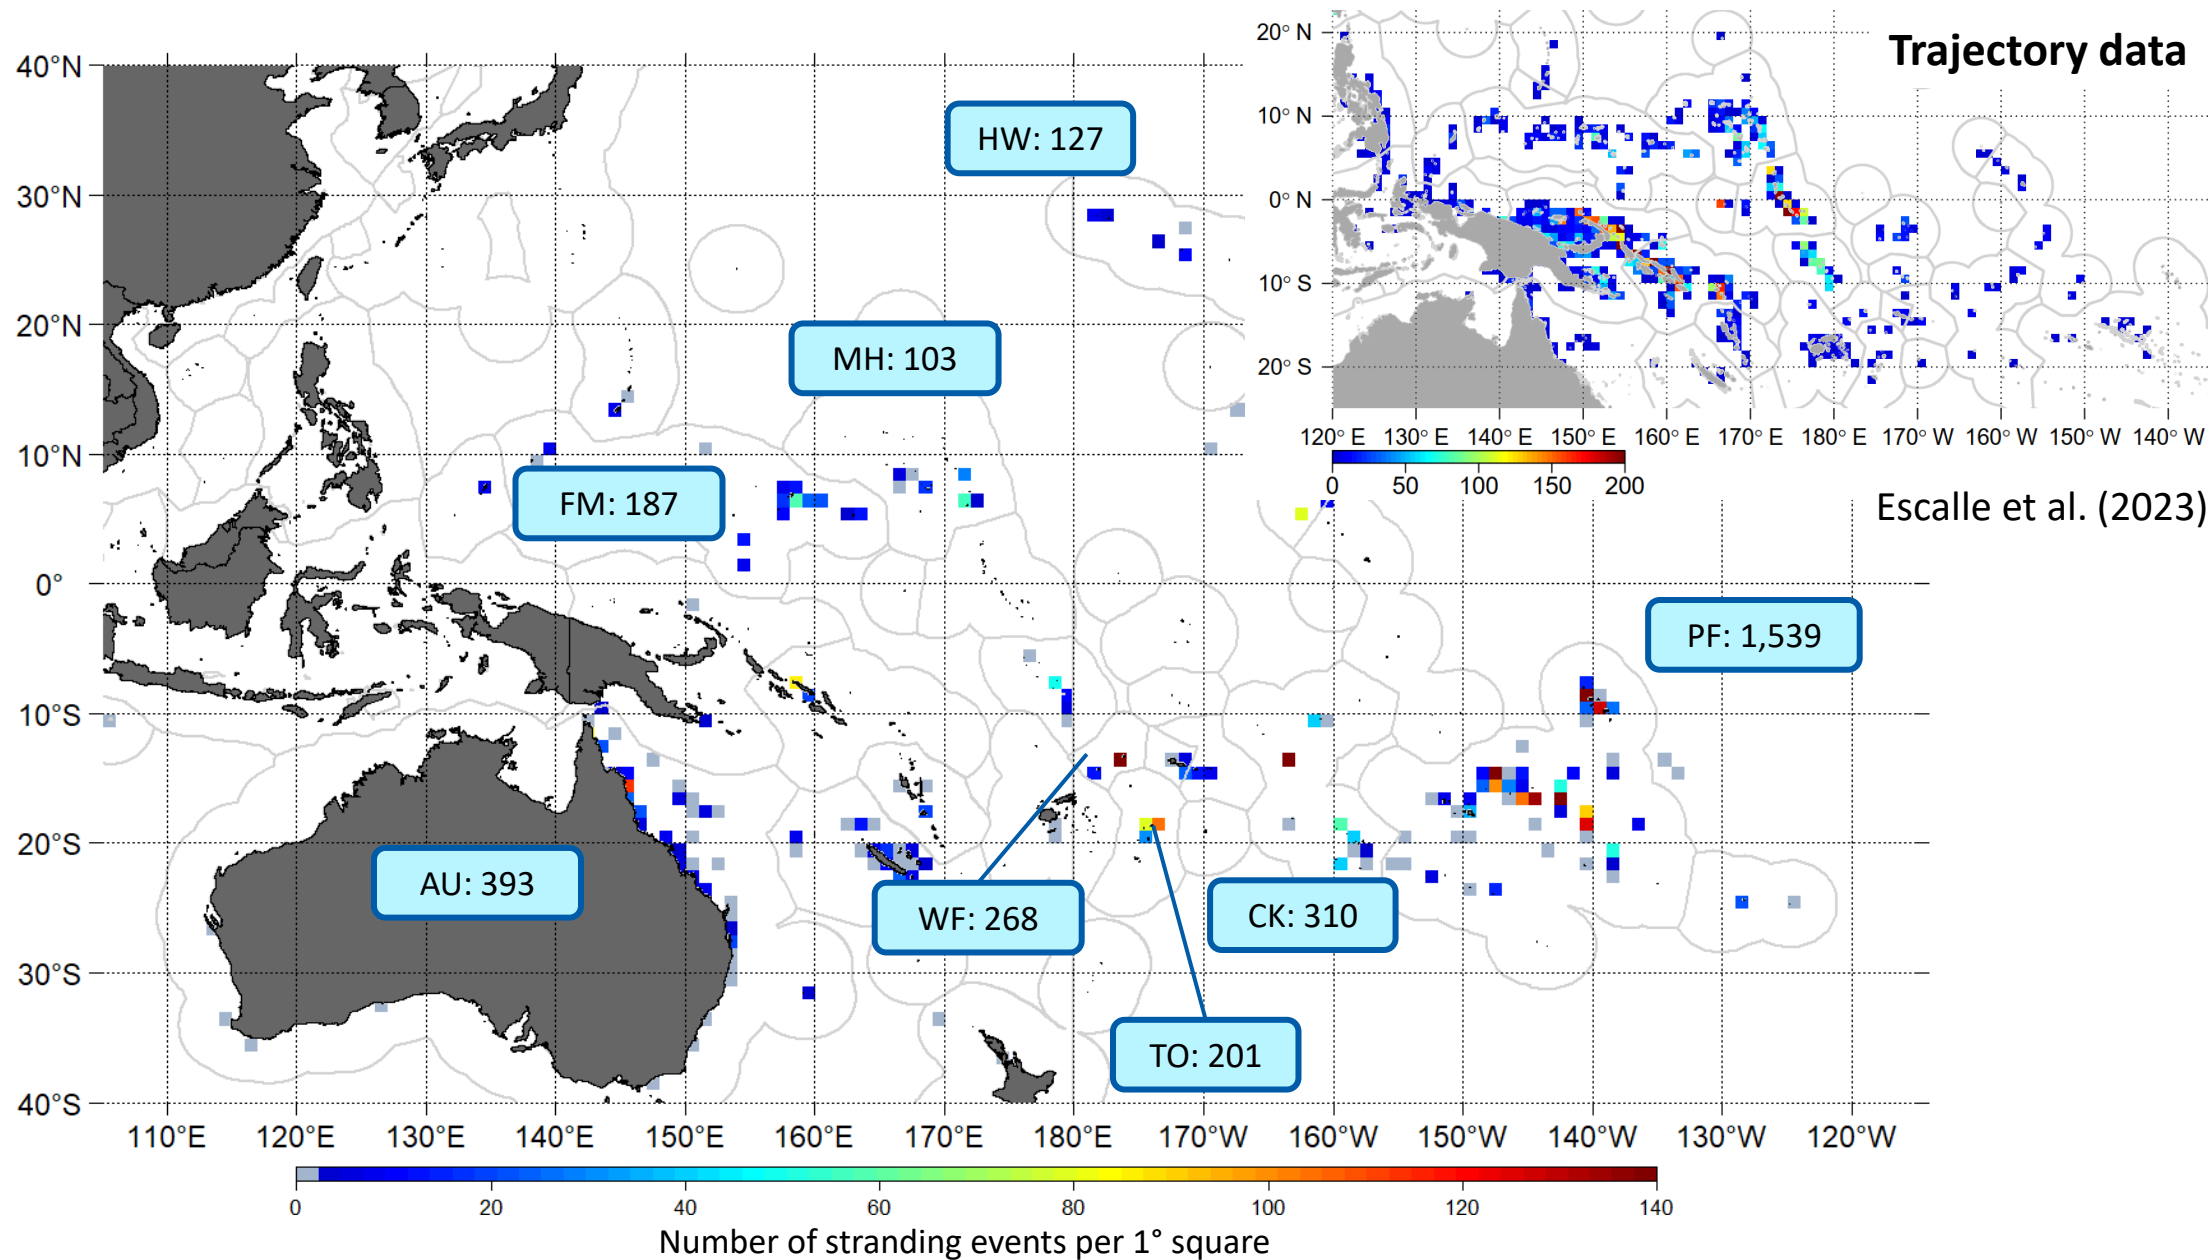 Trajectory data
20° N
10° N
0° N
10° S
20° S
120° E 130° E 140° E 150° E 160° E 170° E 180° E 170° W 160° W 150° W 140° W
0 50 100 150 200
Escalle et al. (2023)
40°N
30°N
20°N
10°N
0°
10°S
20°S
30°S
40°S
HW: 127
MH: 103
FM: 187
PF: 1,539
AU: 393
WF: 268
CK: 310
TO: 201
110°E 120°E 130°E 140°E 150°E 160°E 170°E 180°E 170°W 160°W 150°W 140°W 130°W 120°W
0 20 40 60 80 100 120 140
Number of stranding events per 1° square